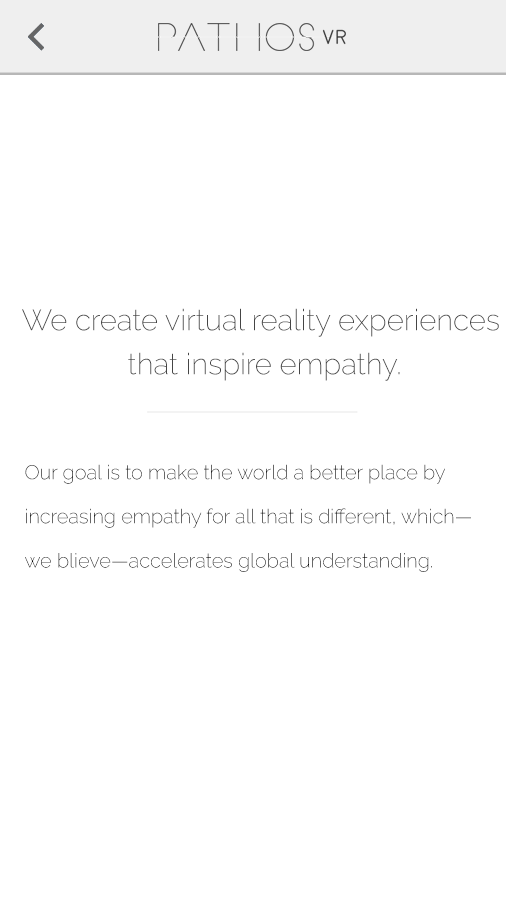 PATHOS VR
We create virtual reality experiences
that inspire empathy.
Our goal is to make the world a better place by
increasing empathy for all that is different, which—
we blieve—accelerates global understanding.